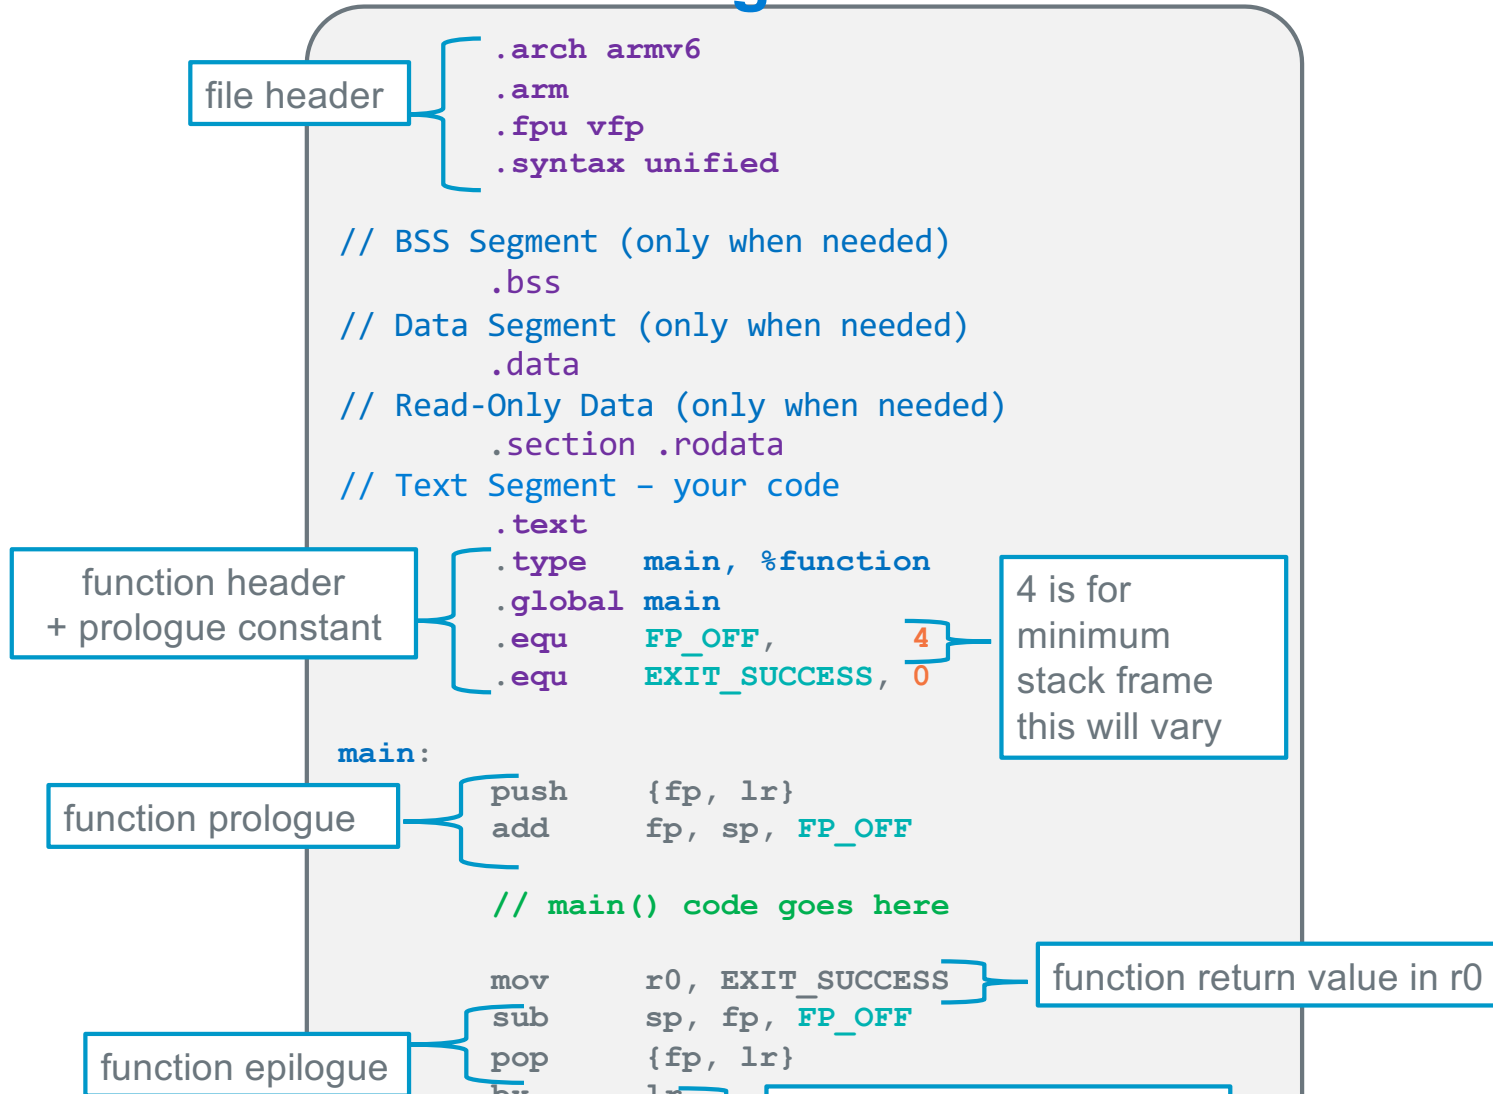 .arch armv6
file header
.arm
.fpu vfp
.syntax unified
// BSS Segment (only when needed)
.bss
// Data Segment (only when needed)
.data
// Read-Only Data (only when needed)
.section .rodata
// Text Segment – your code
.text
function header
+ prologue constant
.type main, %function
.global main
.equ FP_OFF, 4
.equ EXIT_SUCCESS, 0
4 is for
minimum
stack frame
this will vary
main:
function prologue
push {fp, lr}
add fp, sp, FP_OFF
// main() code goes here
mov r0, EXIT_SUCCESS
function return value in r0
sub sp, fp, FP_OFF
function epilogue
pop {fp, lr}